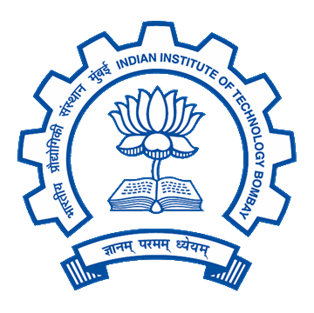 भारतीय प्रौद्योगिकी संस्थान मुंबई
INDIAN INSTITUTE OF TECHNOLOGY BOMBAY
ज्ञानम् परमम् ध्येयम्